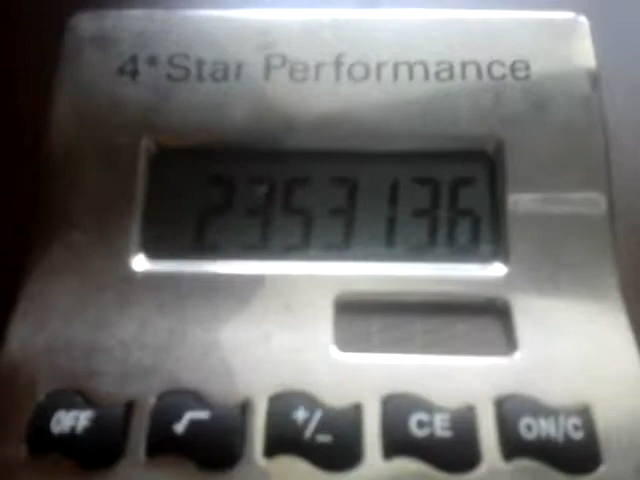 4*Star Performance
2353136
OFF √ +/- CE ON/C